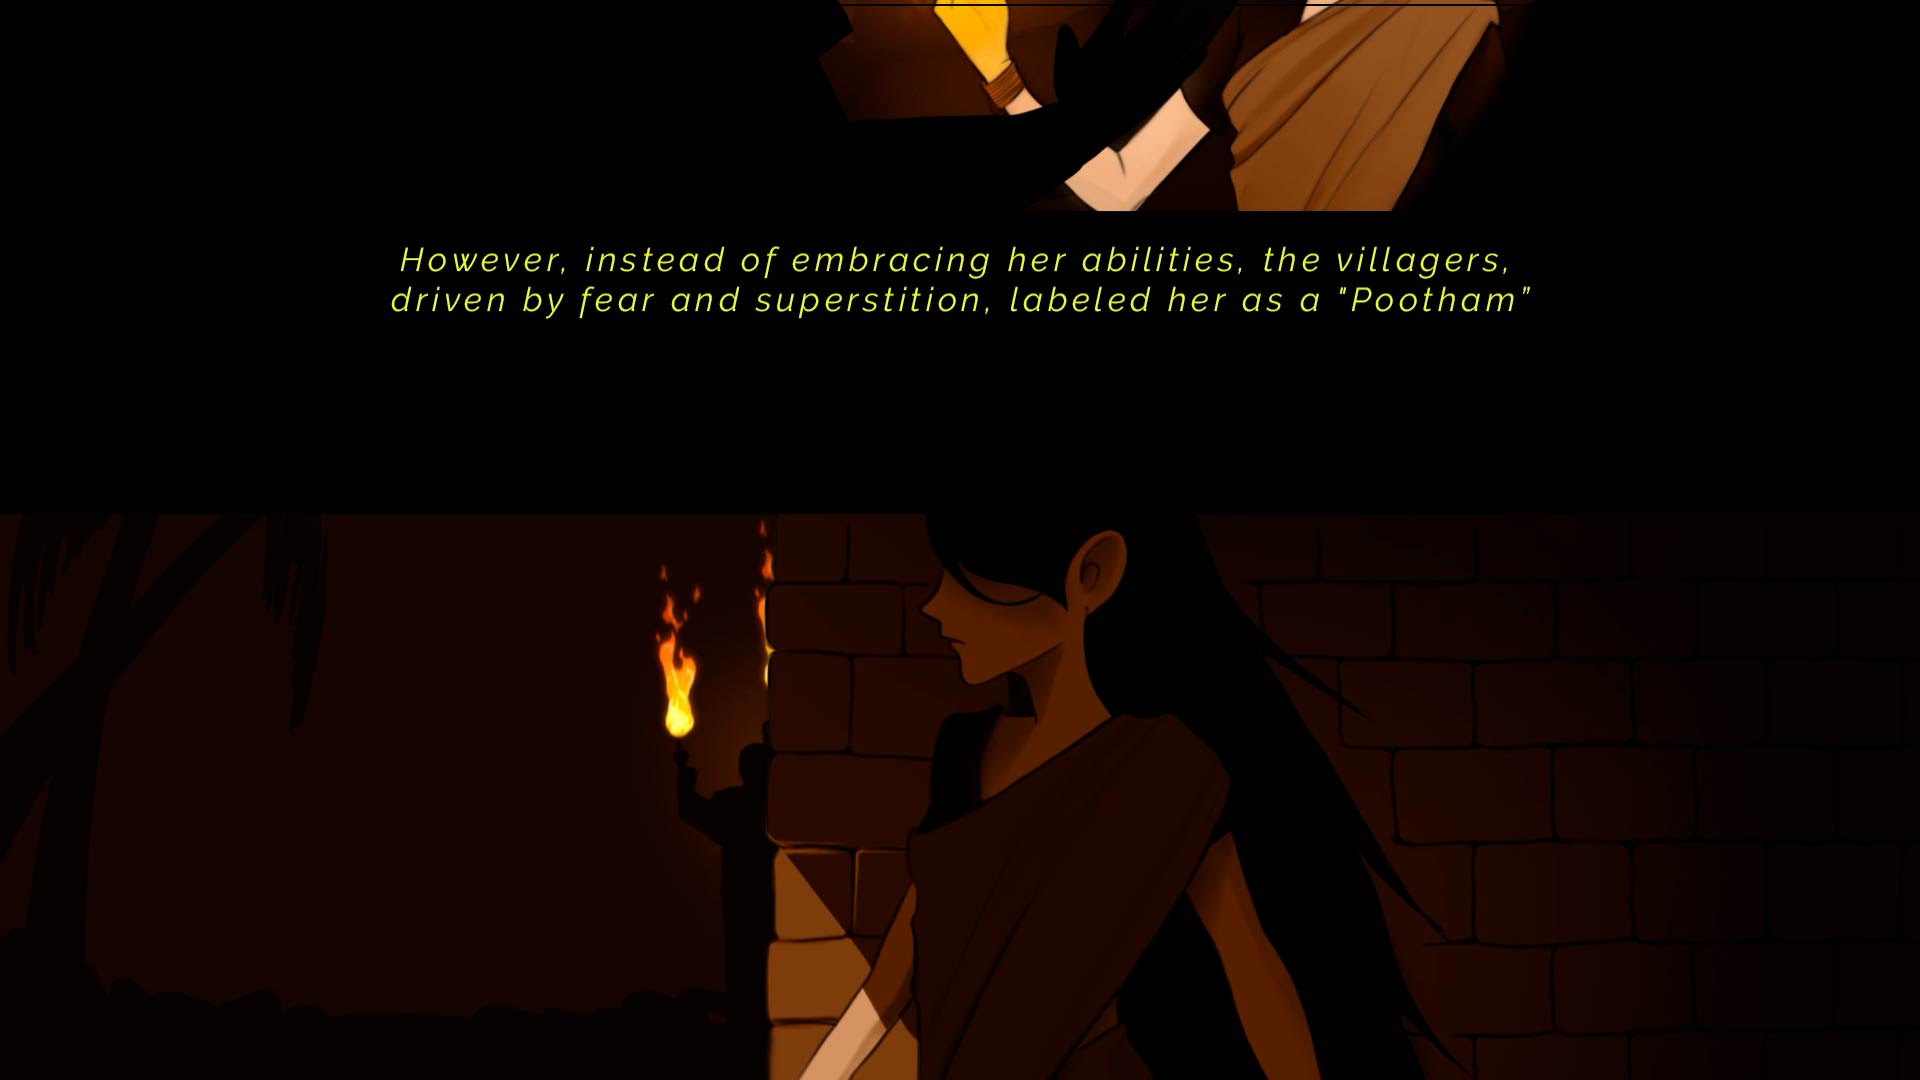 However, instead of embracing her abilities, the villagers,
driven by fear and superstition, labeled her as a "Pootham”